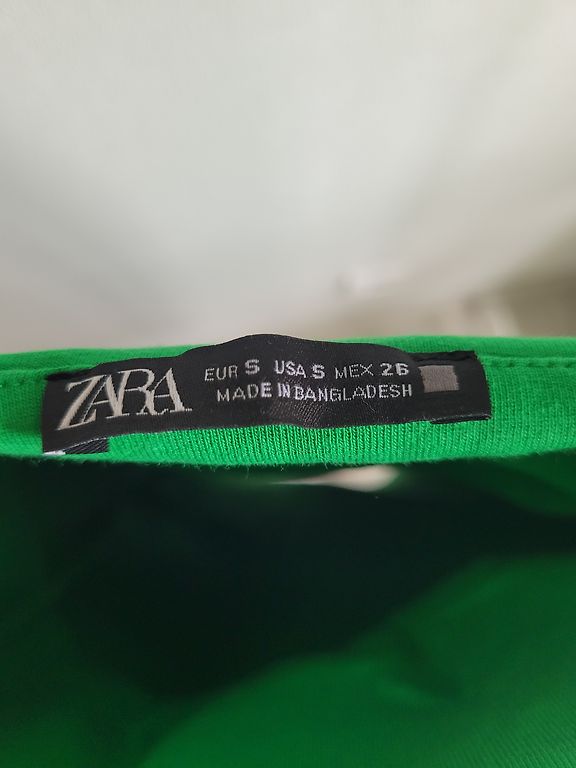 ZARA
EUR S USA S MEX 26
MADE IN BANGLADESH